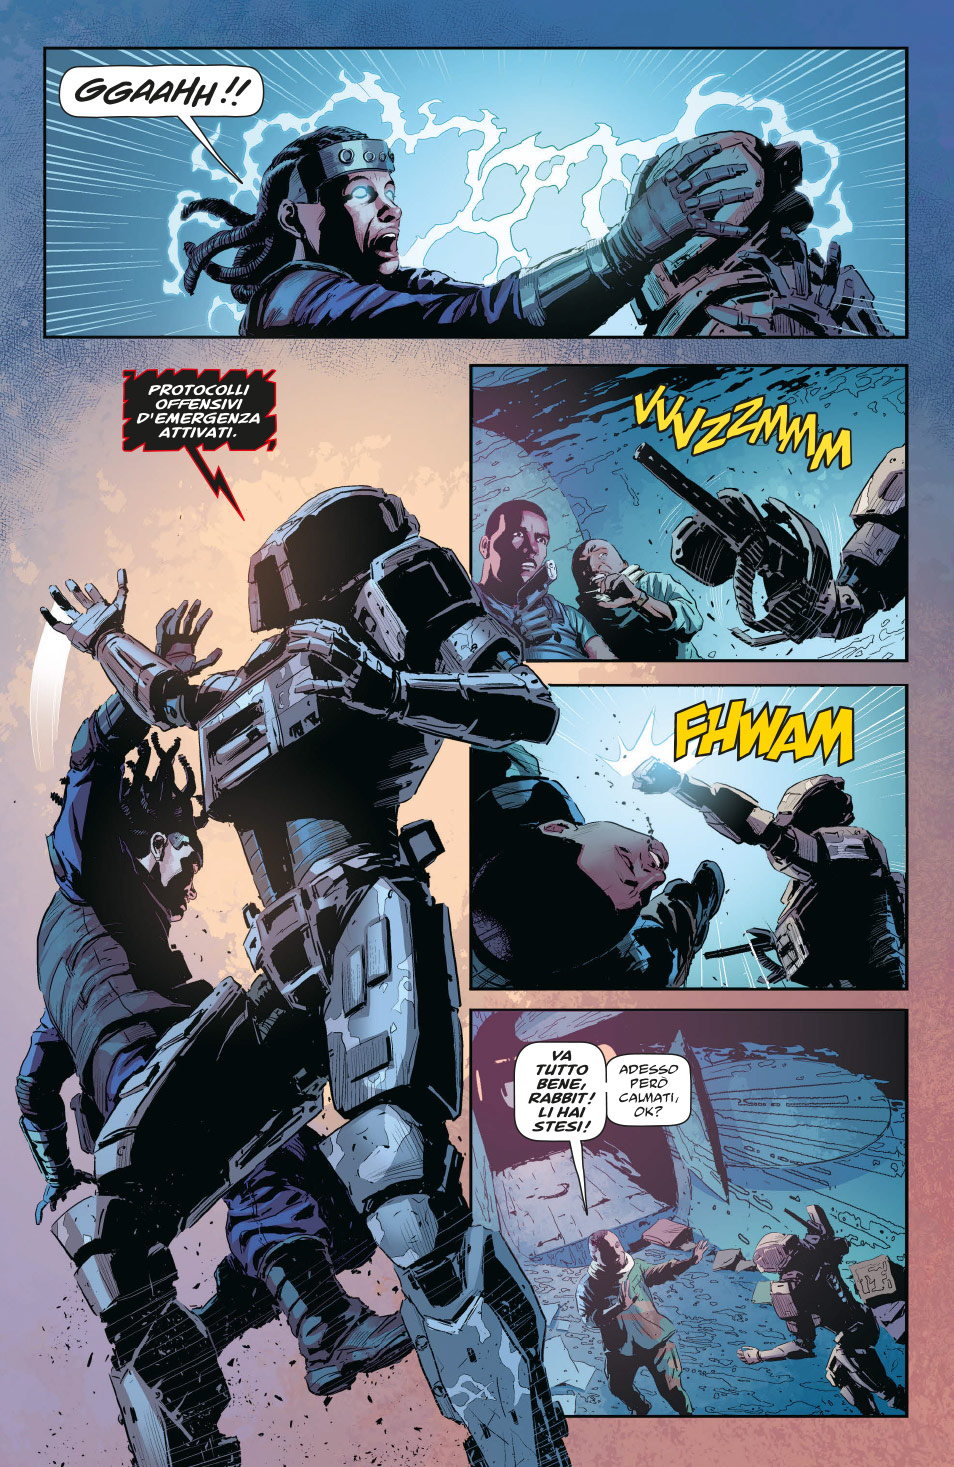 GGAAHH!!
PROTOCOLLI
OFFENSIVI
D'EMERGENZA
ATTIVATI.
VVVZZMMM
FHWAM
VA
TUTTO
BENE,
RABBIT!
LI HAI
STESI!
ADESSO
PERÒ
CALMATI,
OK?